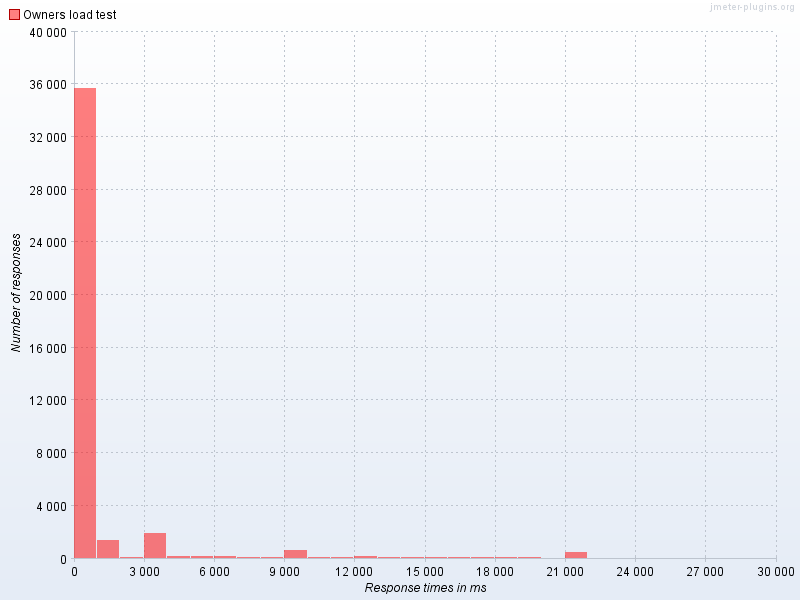 jmeter-plugins.org
Owners load test
40 000
36 000
32 000
28 000
24 000
20 000
16 000
12 000
8 000
4 000
0
Number of responses
0 3 000 6 000 9 000 12 000 15 000 18 000 21 000 24 000 27 000 30 000
Response times in ms